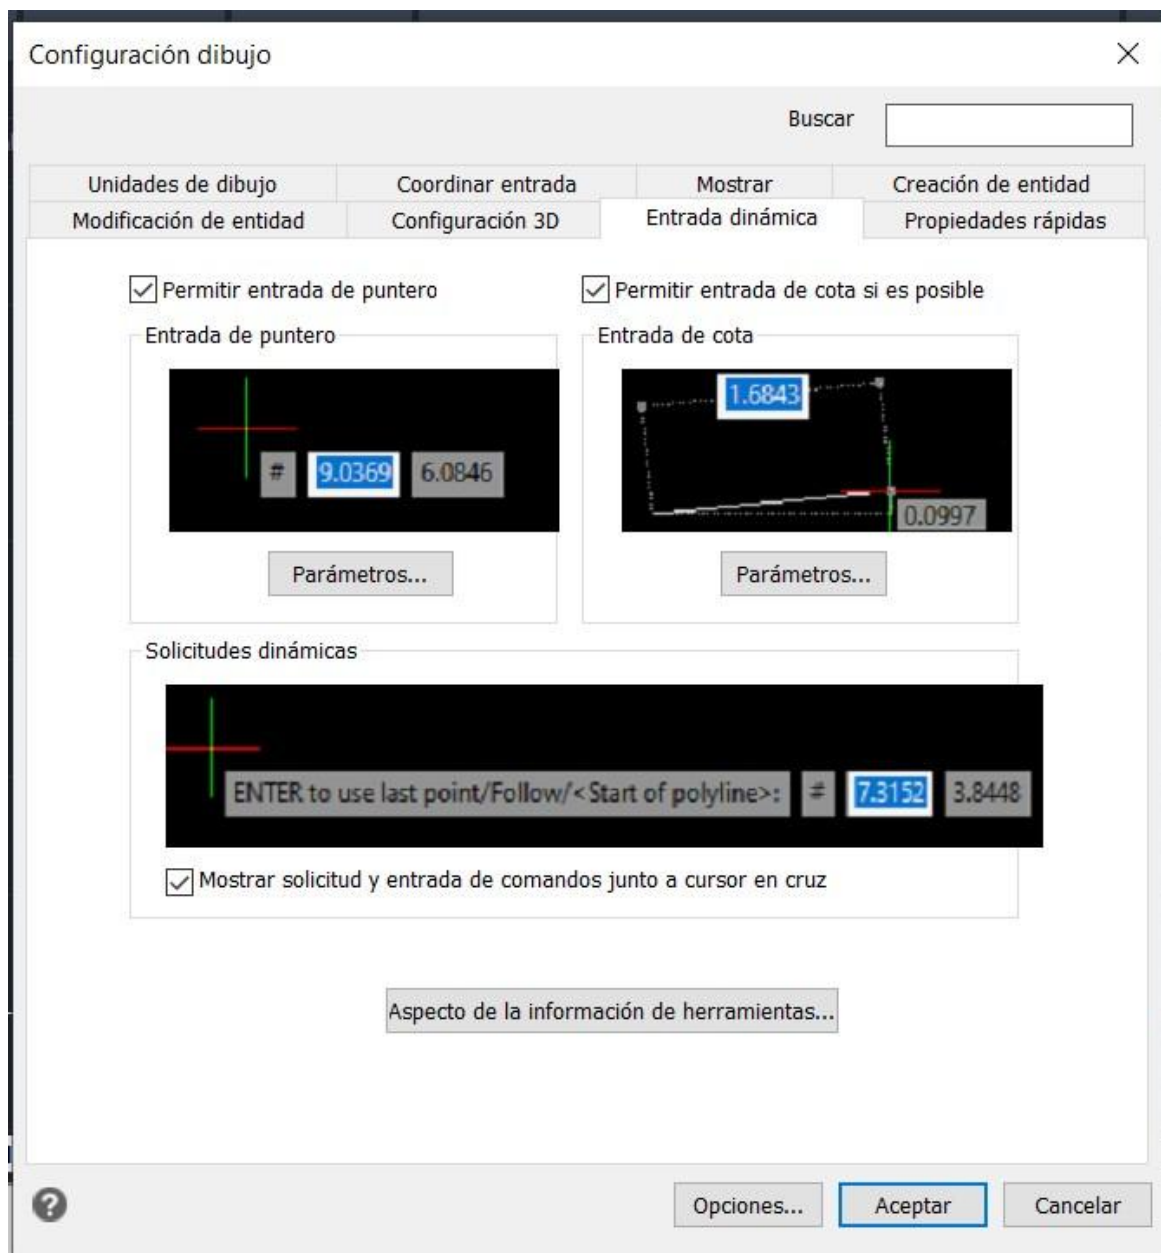 Configuración dibujo
Buscar
Unidades de dibujo Coordinar entrada Mostrar Creación de entidad
Modificación de entidad Configuración 3D Entrada dinámica Propiedades rápidas
Permitir entrada de puntero Permitir entrada de cota si es posible
Entrada de puntero Entrada de cota
1.6843
# 9.0369 6.0846
0.0997
Parámetros... Parámetros...
Solicitudes dinámicas
ENTER to use last point/Follow/<Start of polyline>: # 7.3152 3.8448
Mostrar solicitud y entrada de comandos junto a cursor en cruz
Aspecto de la información de herramientas...
? Opciones... Aceptar Cancelar